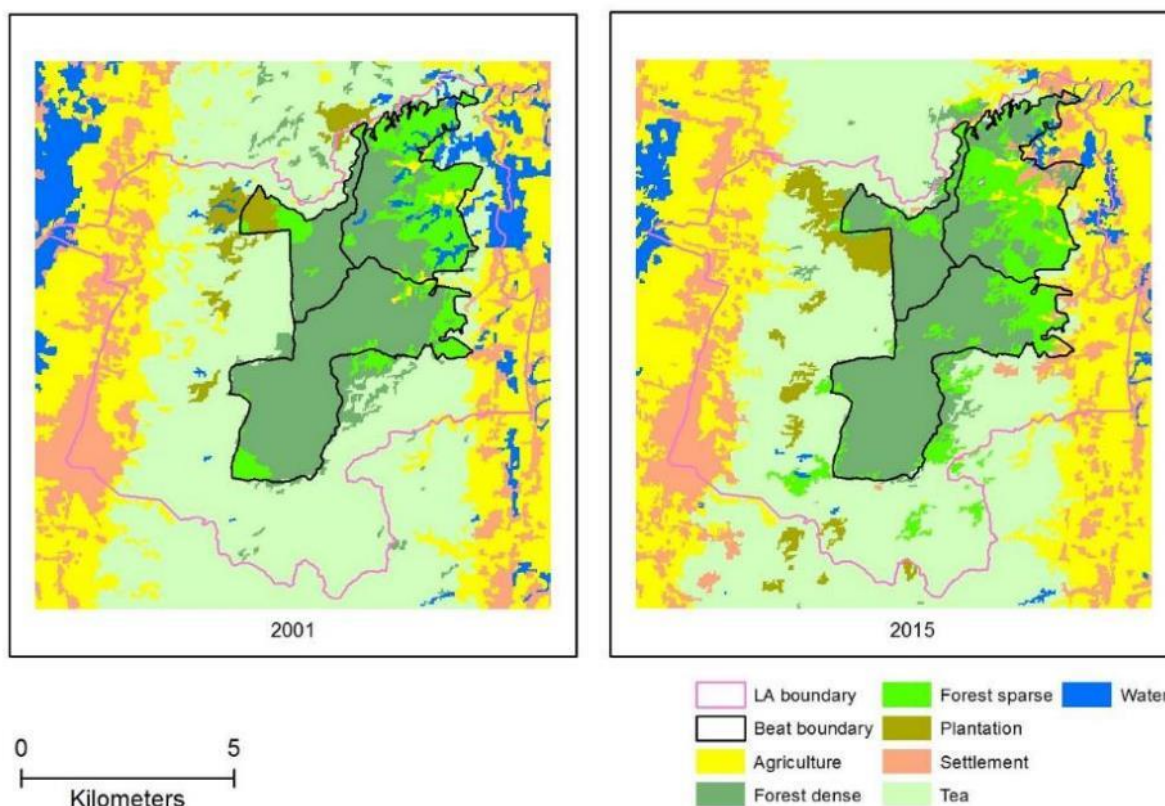 2001
2015
LA boundary
Forest sparse
Water
Beat boundary
Plantation
Agriculture
Settlement
Forest dense
Tea
0
5
Kilometers